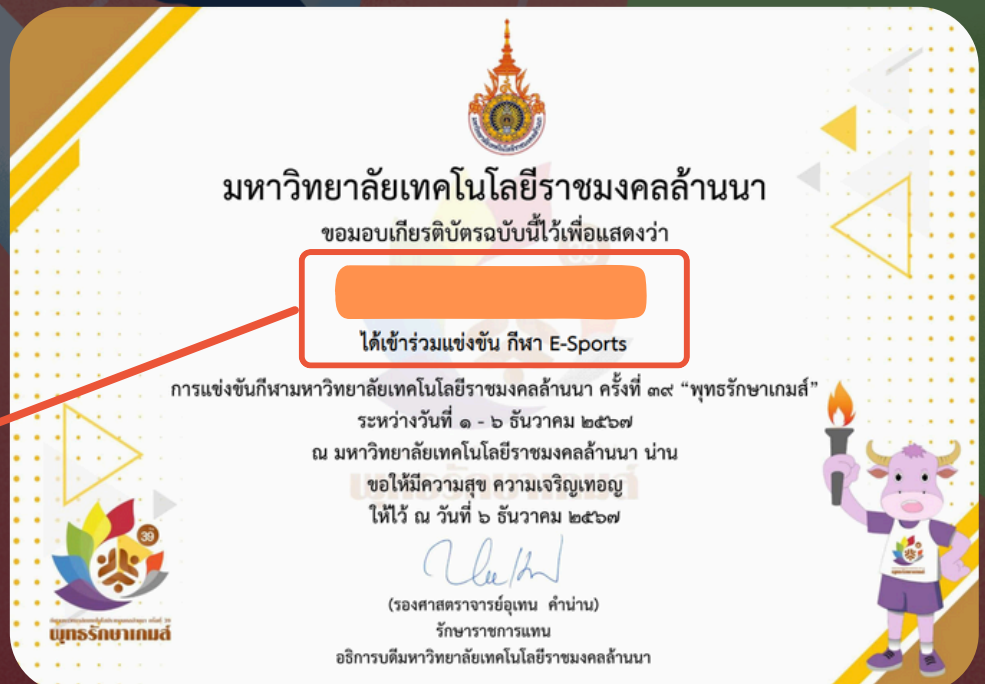 มหาวิทยาลัยเทคโนโลยีราชมงคลล้านนา
ขอมอบเกียรติบัตรฉบับนี้ไว้เพื่อแสดงว่า
ได้เข้าร่วมแข่งขัน กีฬา E-Sports
การแข่งขันกีฬามหาวิทยาลัยเทคโนโลยีราชมงคลล้านนา ครั้งที่ ๓๙ “พุทธรักษาเกมส์”
ระหว่างวันที่ ๑ - ๖ ธันวาคม ๒๕๖๗
ณ มหาวิทยาลัยเทคโนโลยีราชมงคลล้านนา น่าน
ขอให้มีความสุข ความเจริญเทอญ
ให้ไว้ ณ วันที่ ๖ ธันวาคม ๒๕๖๗
(รองศาสตราจารย์อุเทน คำน่าน)
รักษาราชการแทน
อธิการบดีมหาวิทยาลัยเทคโนโลยีราชมงคลล้านนา
39
พุทธรักษาเกมส์